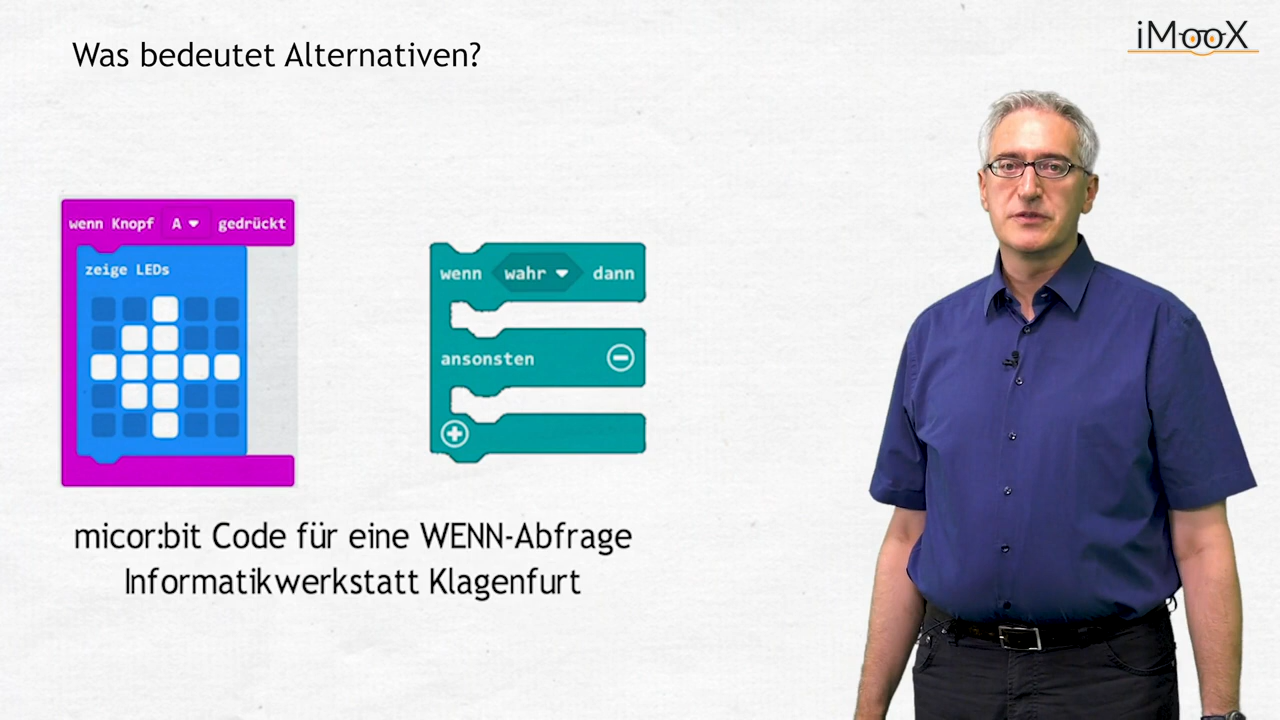 Was bedeutet Alternativen?
iMooX
wenn Knopf A gedrückt
zeige LEDs
wenn wahr dann
ansonsten
micor:bit Code für eine WENN-Abfrage
Informatikwerkstatt Klagenfurt